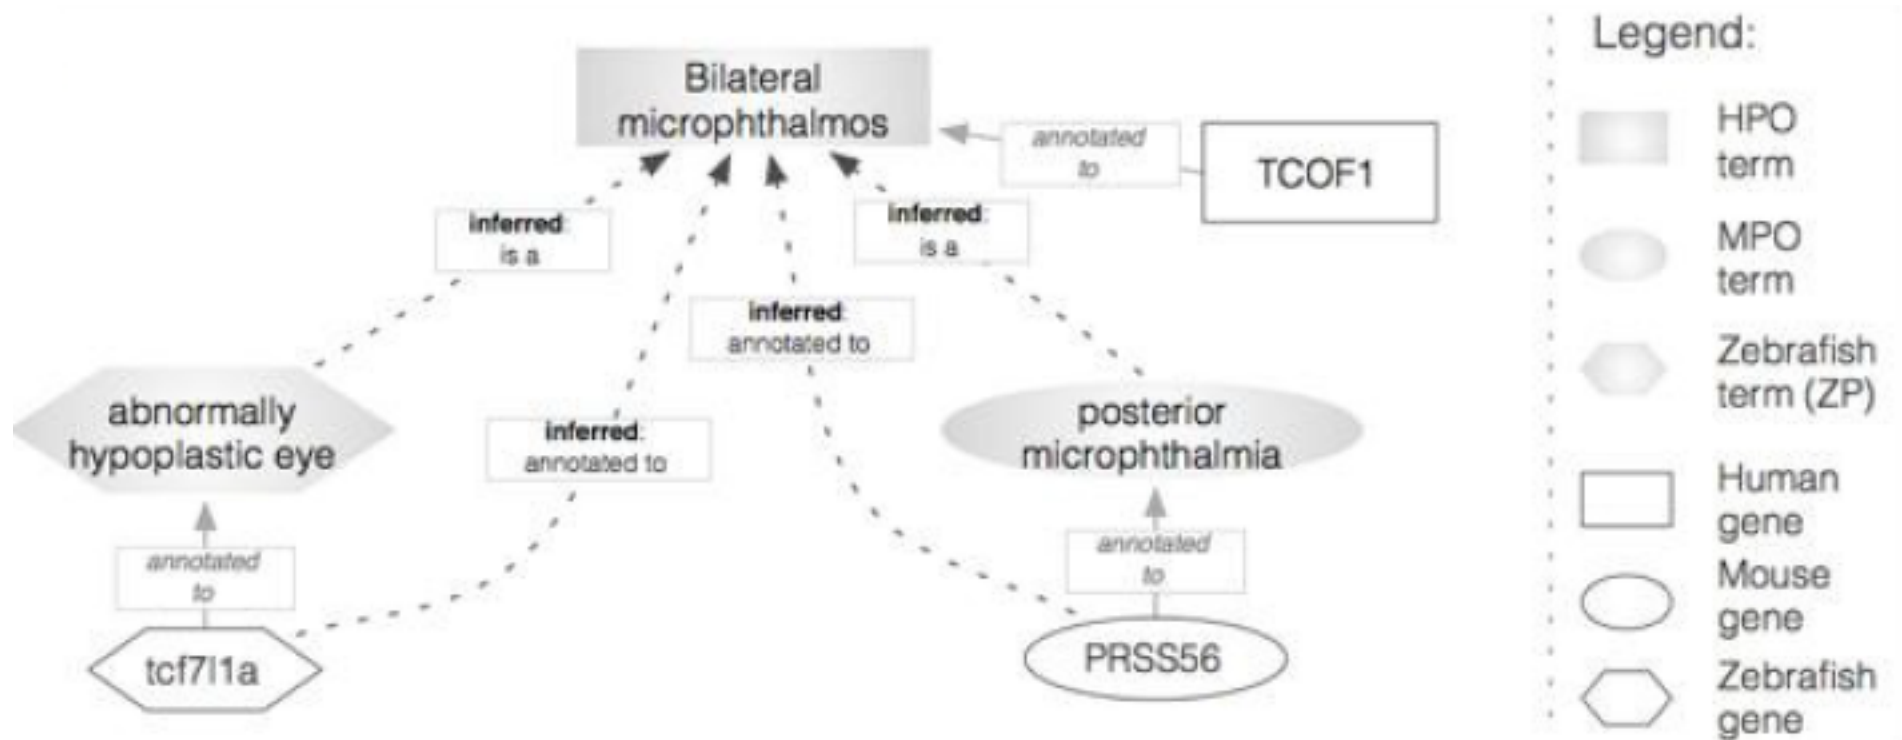 Bilateral
microphthalmos
annotated
to
TCOF1
inferred:
is a
inferred:
is a
inferred:
annotated to
abnormally
hypoplastic eye
inferred:
annotated to
posterior
microphthalmia
annotated
to
annotated
to
tcf7l1a
PRSS56
Legend:
HPO
term
MPO
term
Zebrafish
term (ZP)
Human
gene
Mouse
gene
Zebrafish
gene